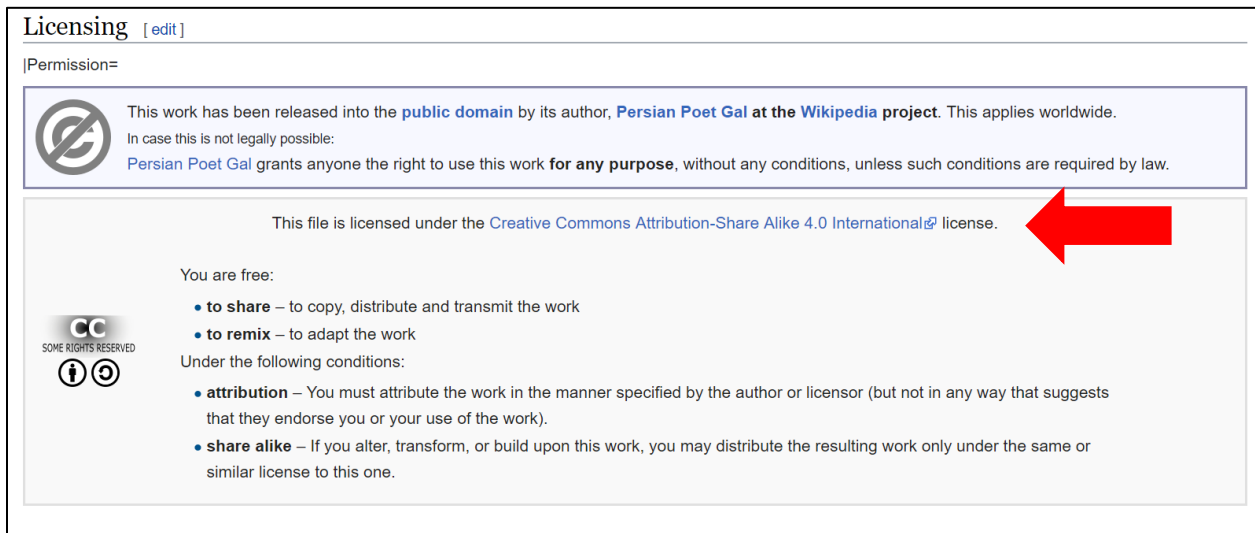 Licensing [ edit ]
|Permission=
This work has been released into the public domain by its author, Persian Poet Gal at the Wikipedia project. This applies worldwide.
In case this is not legally possible:
Persian Poet Gal grants anyone the right to use this work for any purpose, without any conditions, unless such conditions are required by law.
This file is licensed under the Creative Commons Attribution-Share Alike 4.0 International license.
You are free:
• to share – to copy, distribute and transmit the work
• to remix – to adapt the work
CC
SOME RIGHTS RESERVED
Under the following conditions:
• attribution – You must attribute the work in the manner specified by the author or licensor (but not in any way that suggests
that they endorse you or your use of the work).
• share alike – If you alter, transform, or build upon this work, you may distribute the resulting work only under the same or
similar license to this one.